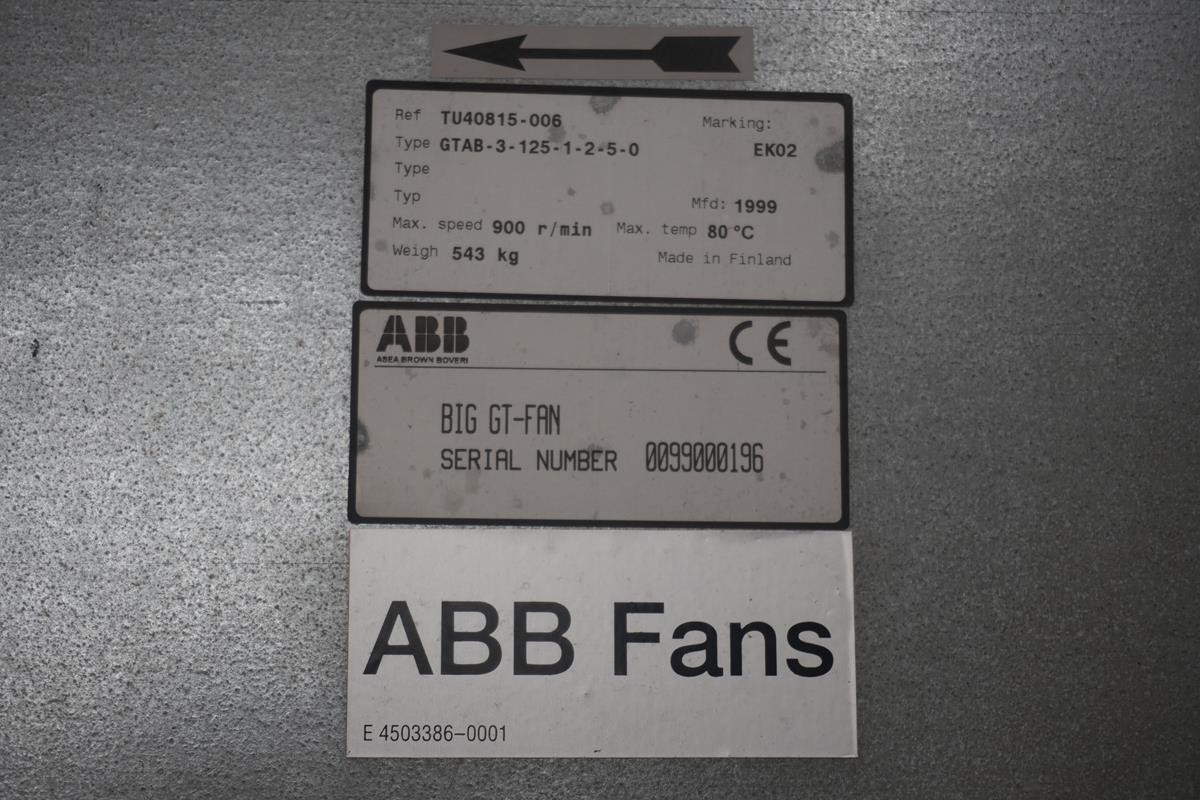 Ref TU40815-006 Marking:
Type GTAB-3-125-1-2-5-0 EK02
Type
Typ Mfd: 1999
Max. speed 900 r/min Max. temp 80 °C
Weigh 543 kg Made in Finland
ABB CE
ASEA BROWN BOVERI
BIG GT-FAN
SERIAL NUMBER 0099000196
ABB Fans
E 4503386-0001